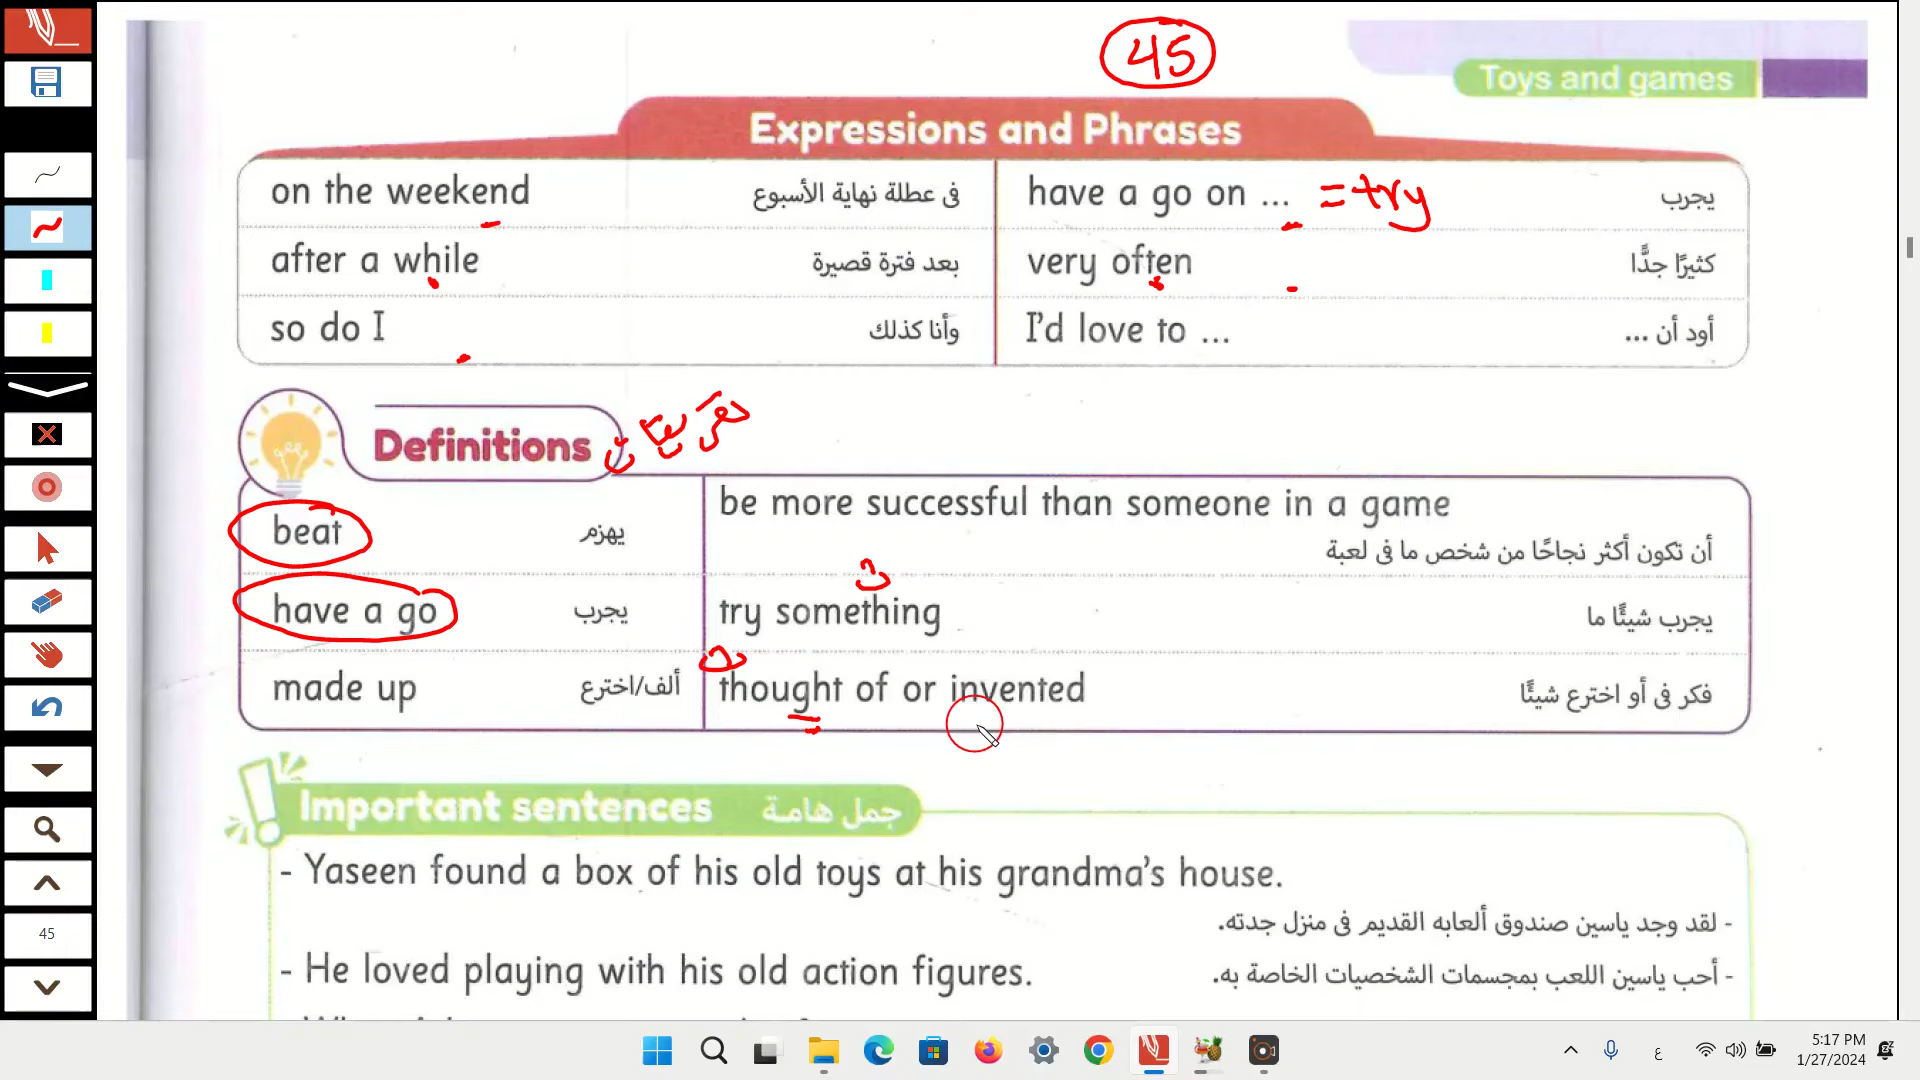 45
Toys and games
Expressions and Phrases
on the weekend فى عطلة نهاية الأسبوع have a go on ... = try يجرب
after a while بعد فترة قصيرة very often كثيرًا جدًّا
so do I وأنا كذلك I'd love to ... أود أن ...
Definitions
be more successful than someone in a game
beat يهزم
أن تكون أكثر نجاحًا من شخص ما فى لعبة
ث
have a go يجرب try something يجرب شيئًا ما
ث
made up ألف/اخترع thought of or invented فكر فى أو اخترع شيئًا
Important sentences جمل هامة
- Yaseen found a box of his old toys at his grandma's house.
- لقد وجد ياسين صندوق ألعابه القديم فى منزل جدته.
- He loved playing with his old action figures.
- أحب ياسين اللعب بمجسمات الشخصيات الخاصة به.
45
ع
5:17 PM
1/27/2024